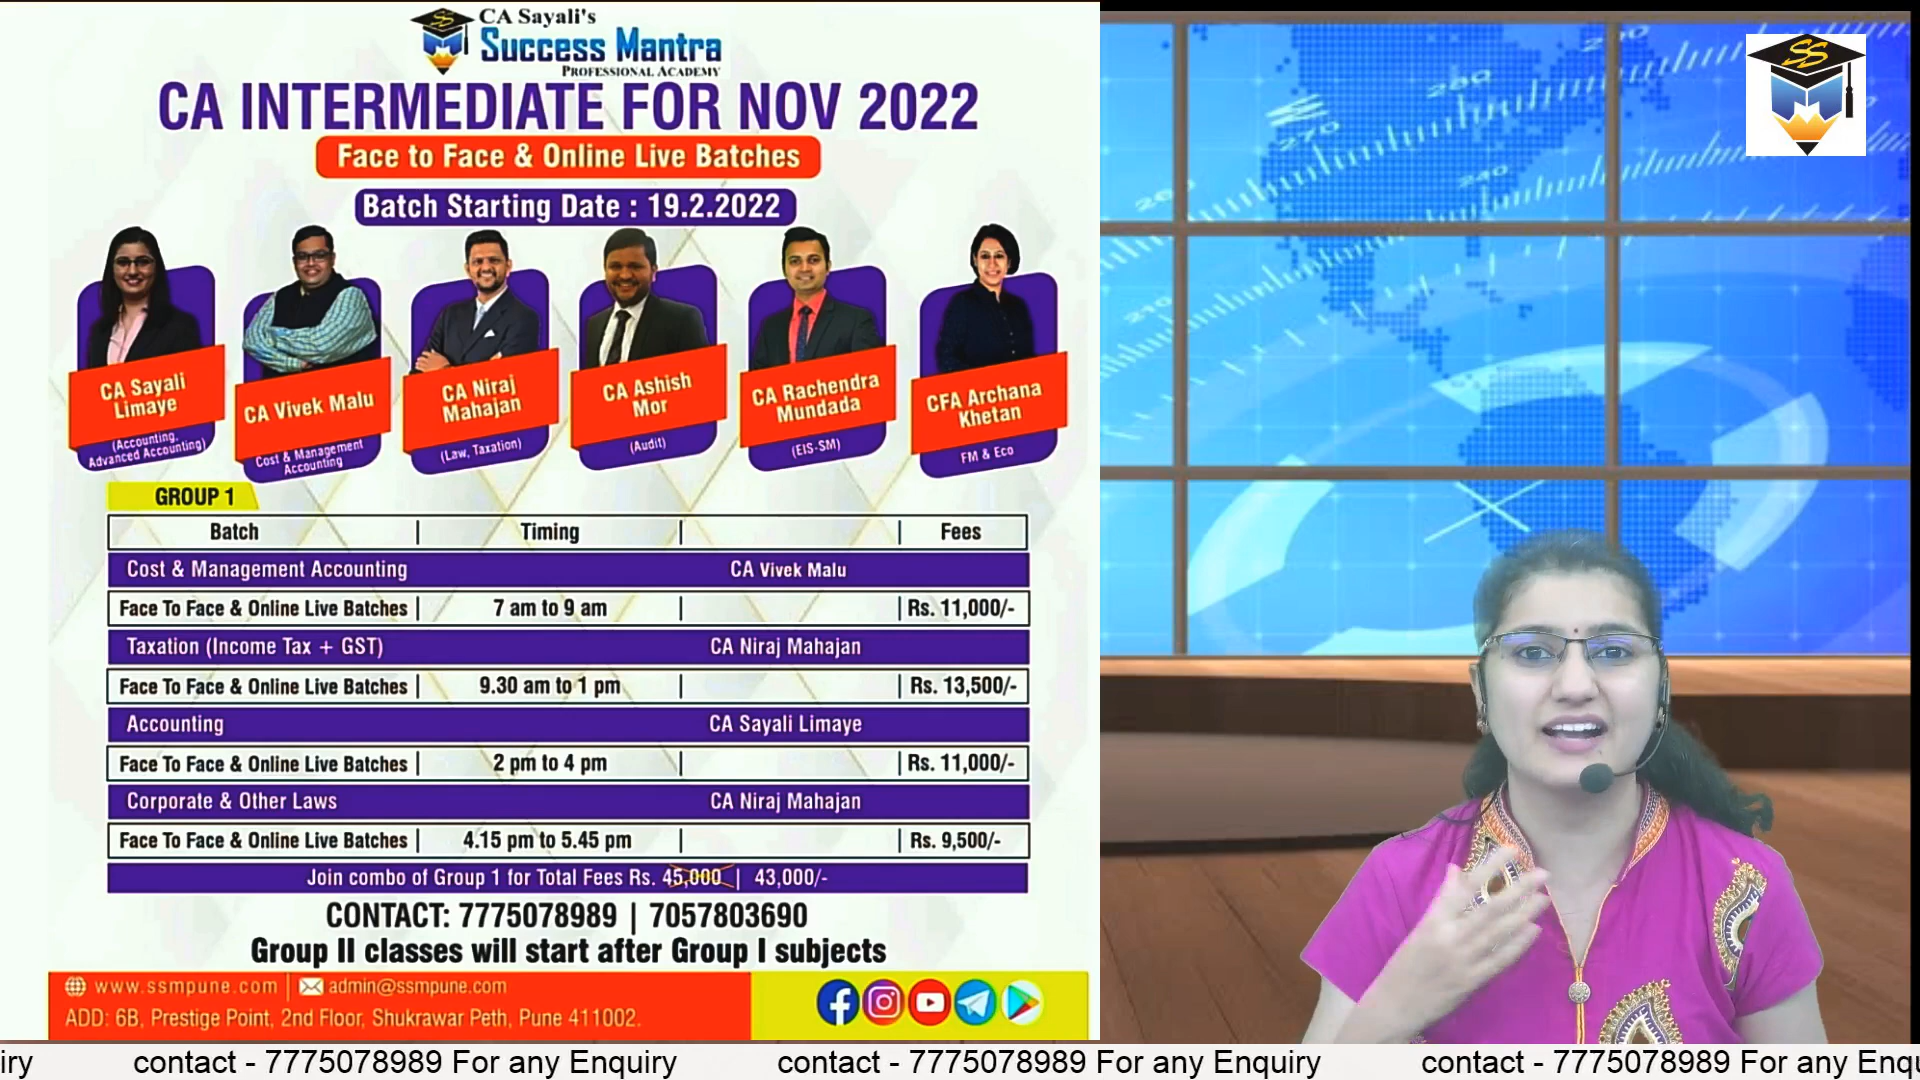 CA Sayali's
Success Mantra
PROFESSIONAL ACADEMY
CA INTERMEDIATE FOR NOV 2022
Face to Face & Online Live Batches
Batch Starting Date : 19.2.2022
CA Sayali
Limaye
(Accounting,
Advanced Accounting)
CA Vivek Malu
Cost & Management
Accounting
CA Niraj
Mahajan
(Law, Taxation)
CA Ashish
Mor
(Audit)
CA Rachendra
Mundada
(EIS-SM)
CFA Archana
Khetan
FM & Eco
GROUP 1
Batch | Timing | | Fees
Cost & Management Accounting CA Vivek Malu
Face To Face & Online Live Batches | 7 am to 9 am | | Rs. 11,000/-
Taxation (Income Tax + GST) CA Niraj Mahajan
Face To Face & Online Live Batches | 9.30 am to 1 pm | | Rs. 13,500/-
Accounting CA Sayali Limaye
Face To Face & Online Live Batches | 2 pm to 4 pm | | Rs. 11,000/-
Corporate & Other Laws CA Niraj Mahajan
Face To Face & Online Live Batches | 4.15 pm to 5.45 pm | | Rs. 9,500/-
Join combo of Group 1 for Total Fees Rs. 45,000 | 43,000/-
CONTACT: 7775078989 | 7057803690
Group II classes will start after Group I subjects
www.ssmpune.com | admin@ssmpune.com
ADD: 6B, Prestige Point, 2nd Floor, Shukrawar Peth, Pune 411002.
SS
270
260
240
iry contact - 7775078989 For any Enquiry contact - 7775078989 For any Enquiry contact - 7775078989 For any Enqu